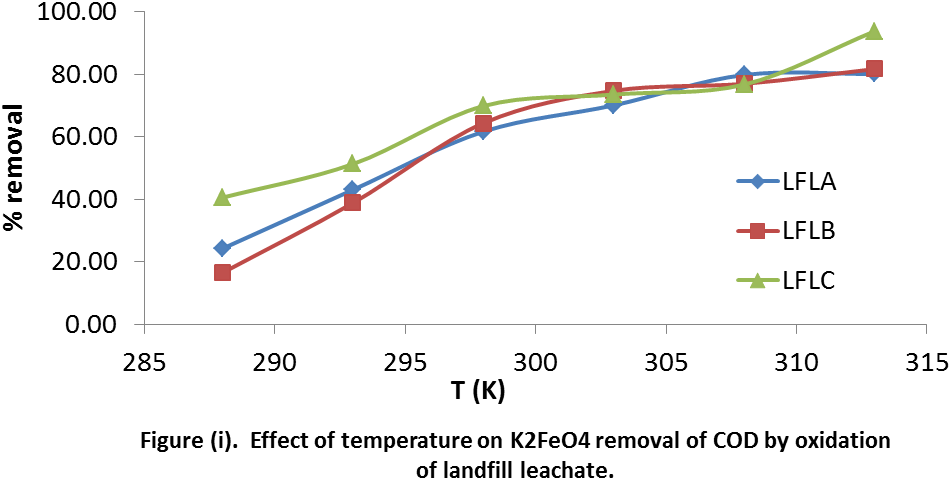 100.00
80.00
60.00
40.00
20.00
0.00
% removal
LFLA
LFLB
LFLC
285 290 295 300 305 310 315
T (K)
Figure (i).  Effect of temperature on K2FeO4 removal of COD by oxidation
of landfill leachate.